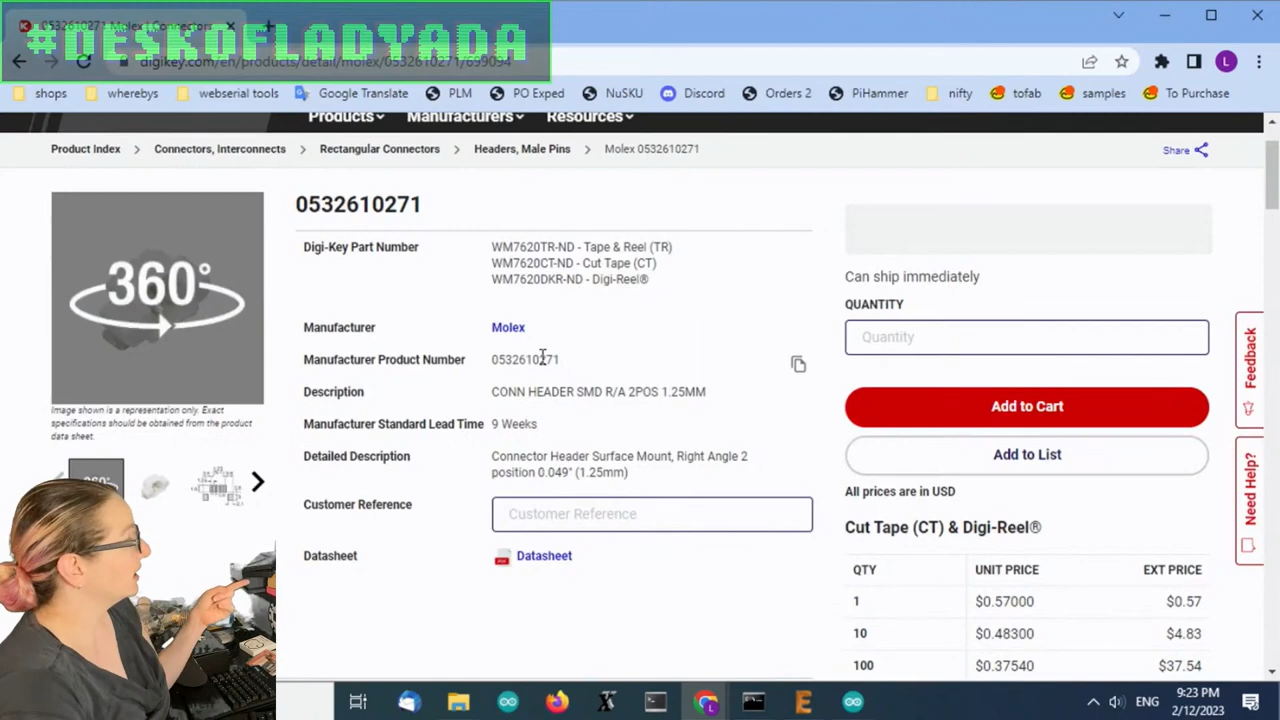 #DESKOFLADYADA
0532610271 Molex | Connectors
digikey.com/en/products/detail/molex/0532610271/699094
shops
whereby
webserial tools
Google Translate
PLM
PO Exped
NuSKU
Discord
Orders 2
PiHammer
nifty
tofab
samples
To Purchase
Products
Manufacturers
Resources
Product Index > Connectors, Interconnects > Rectangular Connectors > Headers, Male Pins > Molex 0532610271
Share
360°
Image shown is a representation only. Exact
specifications should be obtained from the product
data sheet.
0532610271
Digi-Key Part Number
WM7620TR-ND - Tape & Reel (TR)
WM7620CT-ND - Cut Tape (CT)
WM7620DKR-ND - Digi-Reel®
Manufacturer
Molex
Manufacturer Product Number
0532610271
Description
CONN HEADER SMD R/A 2POS 1.25MM
Manufacturer Standard Lead Time
9 Weeks
Detailed Description
Connector Header Surface Mount, Right Angle 2
position 0.049" (1.25mm)
Customer Reference
Customer Reference
Datasheet
Datasheet
Can ship immediately
QUANTITY
Quantity
Add to Cart
Add to List
All prices are in USD
Cut Tape (CT) & Digi-Reel®
QTY UNIT PRICE EXT PRICE
1 $0.57000 $0.57
10 $0.48300 $4.83
100 $0.37540 $37.54
Feedback
Need Help?
ENG
9:23 PM
2/12/2023